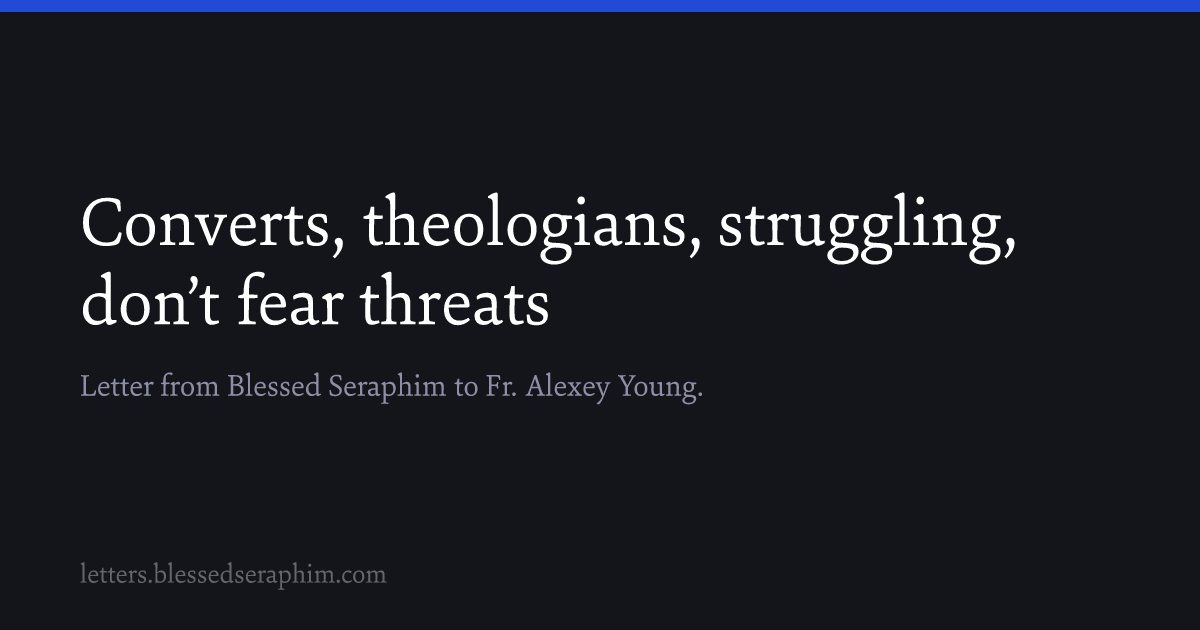 Converts, theologians, struggling,
don’t fear threats
Letter from Blessed Seraphim to Fr. Alexey Young.
letters.blessedseraphim.com